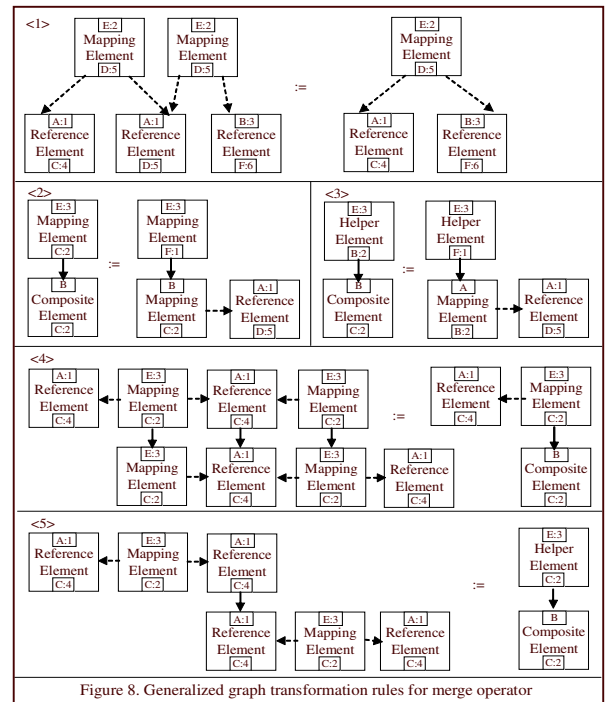 <1>
E:2 E:2 E:2
Mapping Mapping Mapping
Element Element Element
D:5 D:5 := D:5
A:1 A:1 B:3 A:1 B:3
Reference Reference Reference Reference Reference
Element Element Element Element Element
C:4 D:5 F:6 C:4 F:6
<2>
E:3 E:3
Mapping Mapping
Element Element
C:2 := F:1
B B A:1
Composite Mapping Reference
Element Element Element
C:2 C:2 D:5
<3>
E:3 E:3
Helper Helper
Element Element
B:2 := F:1
B A A:1
Composite Mapping Reference
Element Element Element
C:2 B:2 D:5
<4>
A:1 E:3 A:1 E:3 A:1 E:3
Reference Mapping Reference Mapping Reference Mapping
Element Element Element Element Element Element
C:4 C:2 C:4 C:2 := C:4 C:2
E:3 A:1 E:3 A:1 B
Mapping Reference Mapping Reference Composite
Element Element Element Element Element
C:2 C:4 C:2 C:4 C:2
<5>
A:1 E:3 A:1 E:3
Reference Mapping Reference Helper
Element Element Element Element
C:4 C:2 C:4 := C:2
A:1 E:3 A:1 B
Reference Mapping Reference Composite
Element Element Element Element
C:4 C:2 C:4 C:2
Figure 8. Generalized graph transformation rules for merge operator